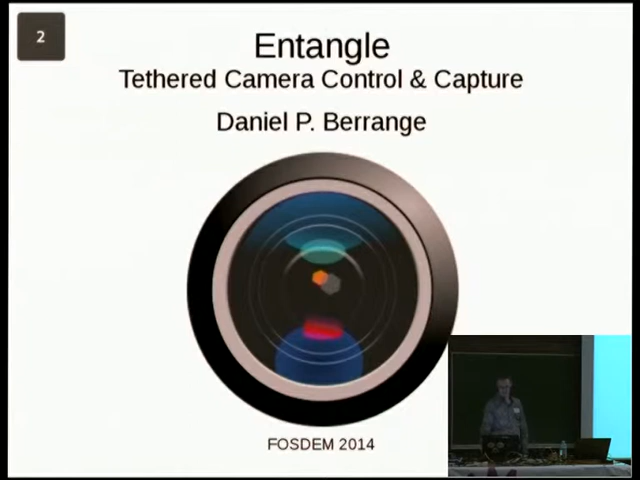 2
Entangle
Tethered Camera Control & Capture
Daniel P. Berrange
FOSDEM 2014